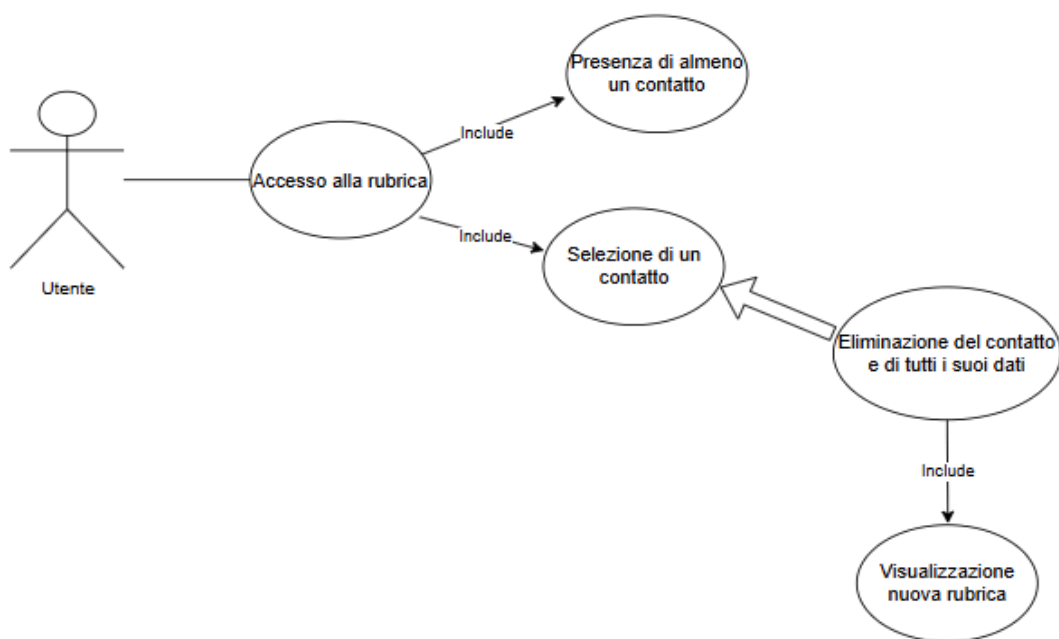 Presenza di almeno
un contatto
Include
Accesso alla rubrica
Include
Selezione di un
contatto
Utente
Eliminazione del contatto
e di tutti i suoi dati
Include
Visualizzazione
nuova rubrica